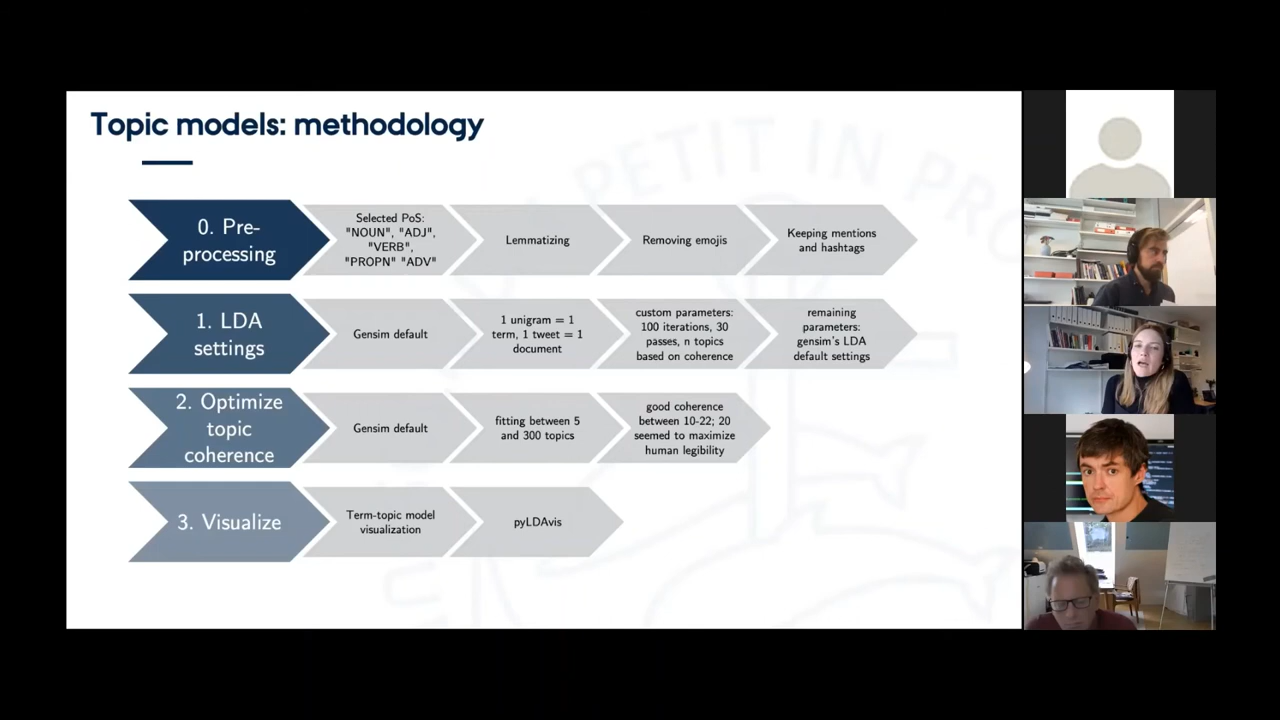 Topic models: methodology
PETIT IN PRO
0. Pre-
processing
Selected PoS:
"NOUN", "ADJ",
"VERB",
"PROPN" "ADV"
Lemmatizing
Removing emojis
Keeping mentions
and hashtags
1. LDA
settings
Gensim default
1 unigram = 1
term, 1 tweet = 1
document
custom parameters:
100 iterations, 30
passes, n topics
based on coherence
remaining
parameters:
gensim's LDA
default settings
2. Optimize
topic
coherence
Gensim default
fitting between 5
and 300 topics
good coherence
between 10-22; 20
seemed to maximize
human legibility
3. Visualize
Term-topic model
visualization
pyLDAvis